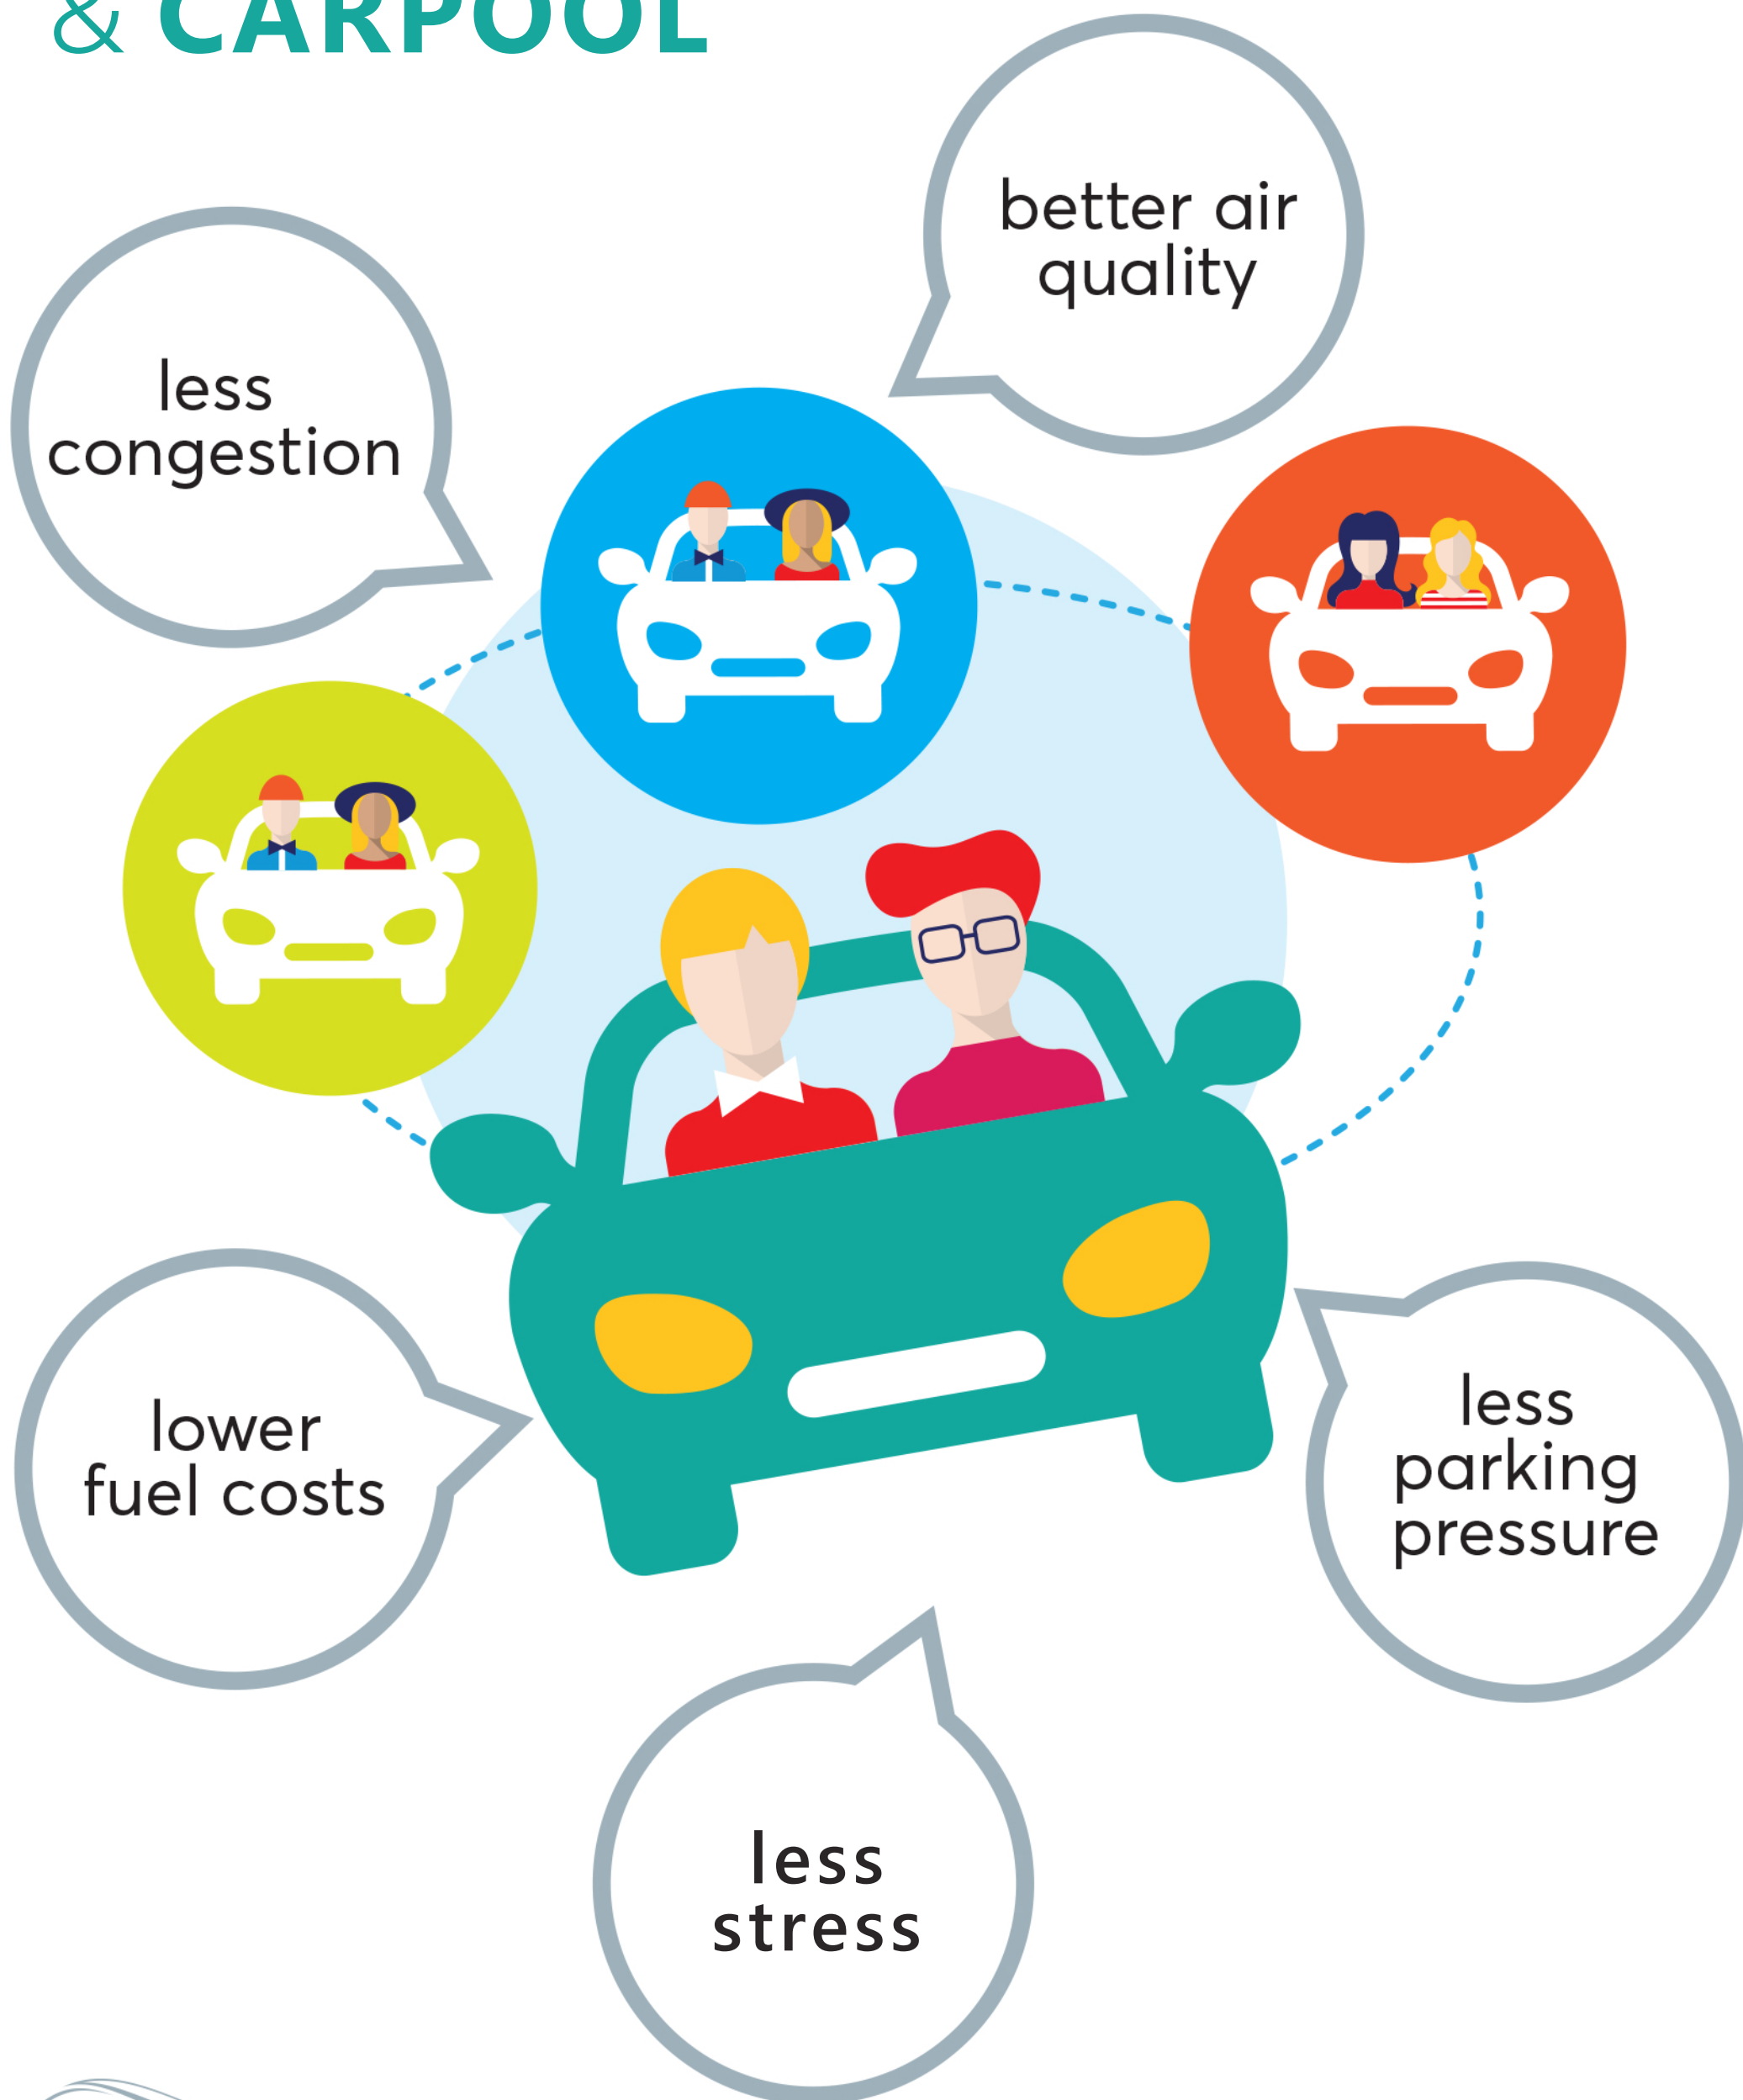 & CARPOOL
better air
quality
less
congestion
lower
fuel costs
less
parking
pressure
less
stress